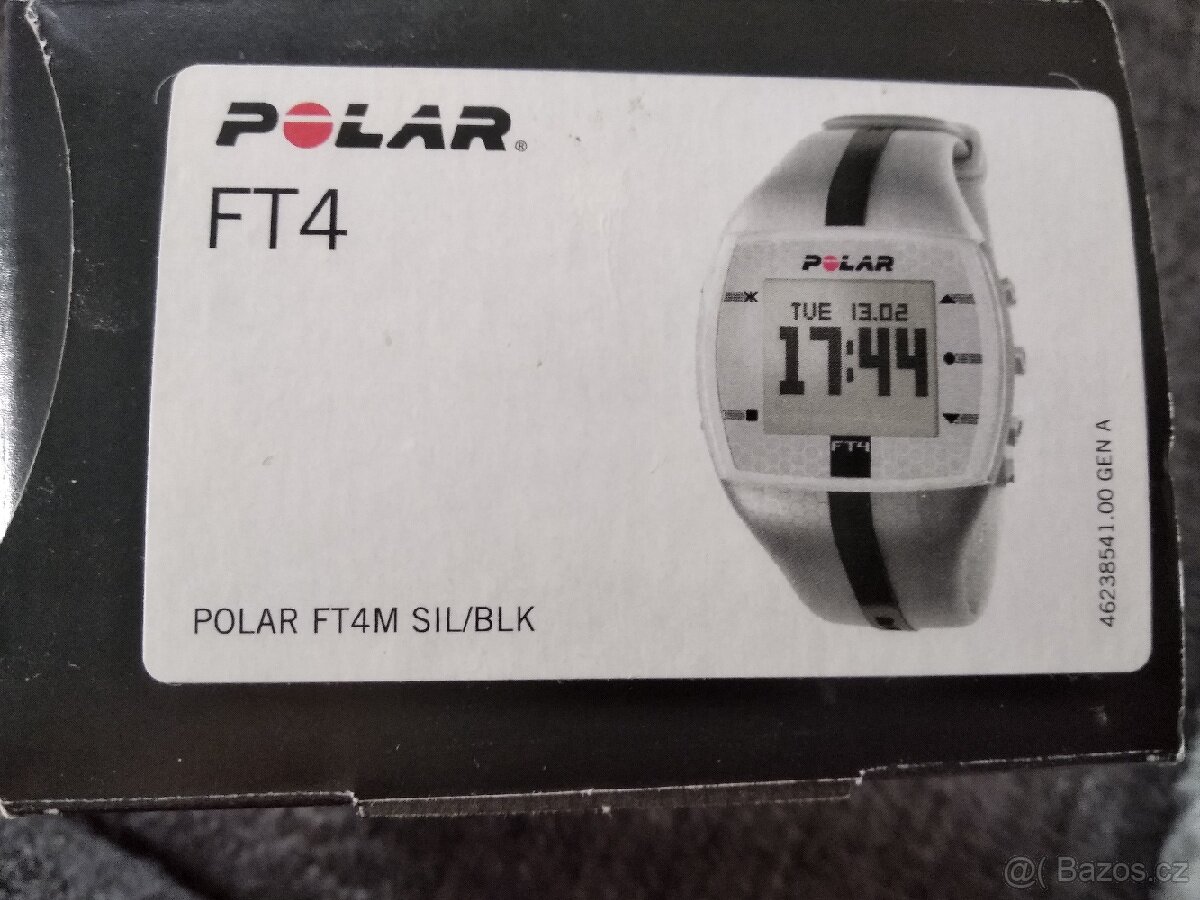 POLAR®
FT4
POLAR
TUE 13.02
17:44
FT4
POLAR FT4M SIL/BLK
46238541.00 GEN A
@( Bazos.cz